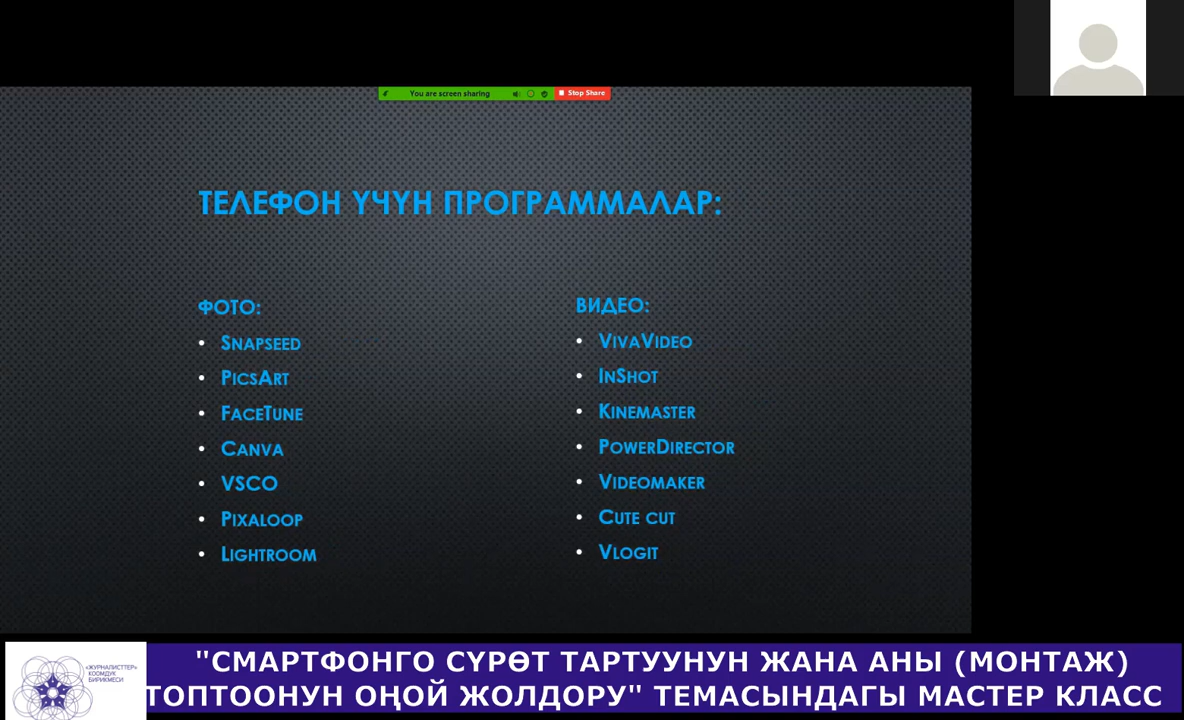 You are screen sharing
Stop Share
ТЕЛЕФОН ҮЧҮН ПРОГРАММАЛАР:
ФОТО:
• SNAPSEED
• PICSART
• FACETUNE
• CANVA
• VSCO
• PIXALOOP
• LIGHTROOM
ВИДЕО:
• VIVAVIDEO
• INSHOT
• KINEMASTER
• POWERDIRECTOR
• VIDEOMAKER
• CUTE CUT
• VLOGIT
«ЖУРНАЛИСТТЕР»
КООМДУК
БИРИКМЕСИ
"СМАРТФОНГО СҮРӨТ ТАРТУУНУН ЖАНА АНЫ (МОНТАЖ)
ТОПТООНУН ОҢОЙ ЖОЛДОРУ" ТЕМАСЫНДАГЫ МАСТЕР КЛАСС